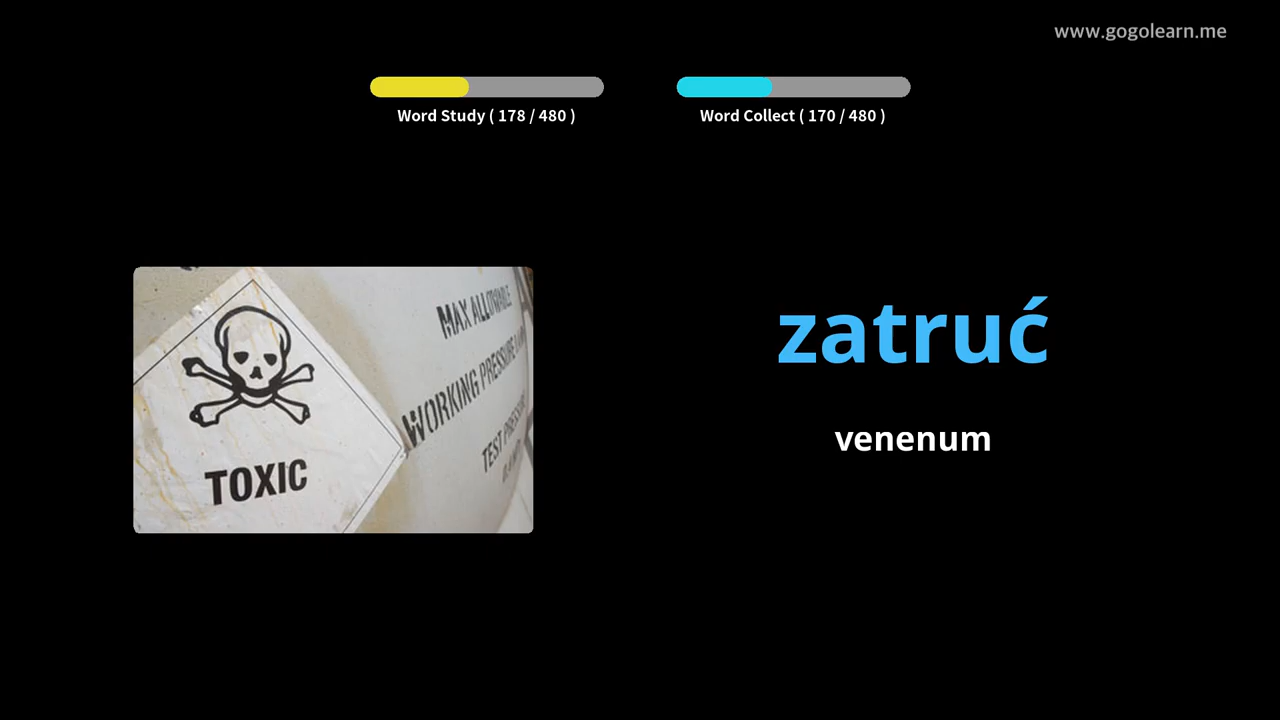 www.gogolearn.me
Word Study ( 178 / 480 )
Word Collect ( 170 / 480 )
MAX ALLOWABLE
WORKING PRESSURE
TEST PRESSURE
TOXIC
zatruć
venenum